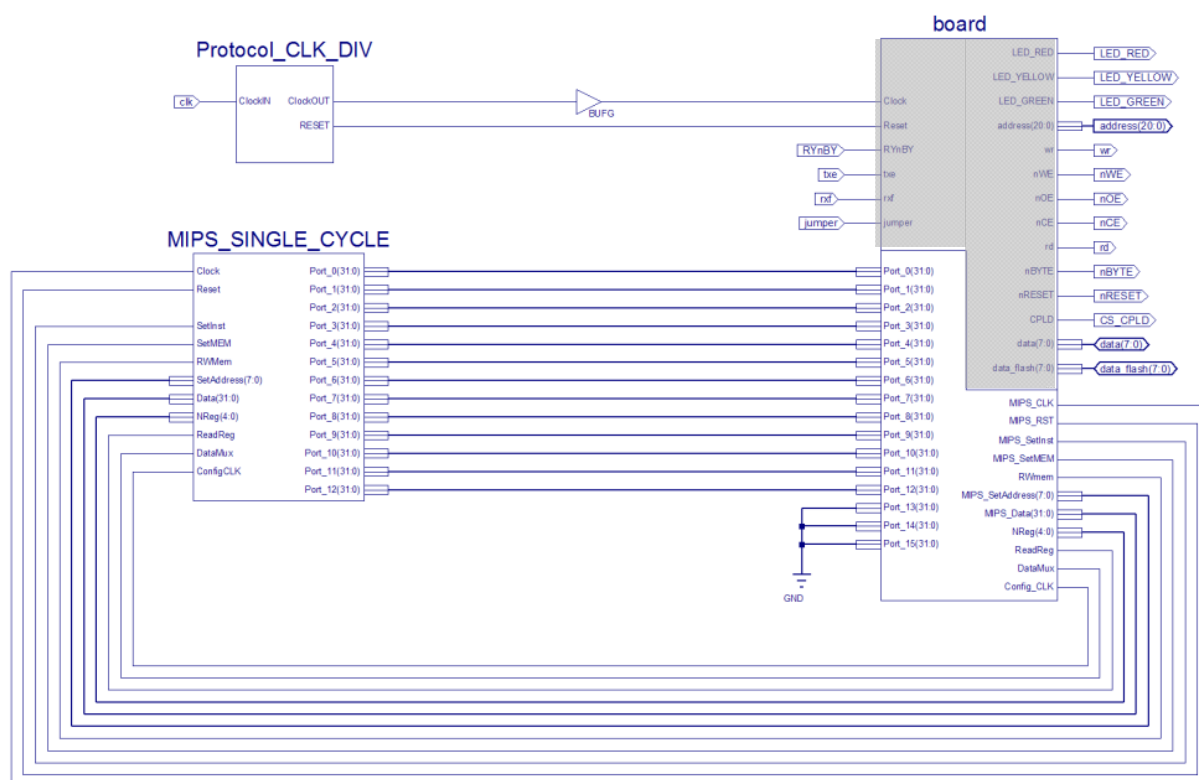 board
Protocol_CLK_DIV
clk
ClockIN
ClockOUT
RESET
BUFG
RYnBY
txe
rxf
jumper
Clock
Reset
RYnBY
txe
rxf
jumper
LED_RED
LED_YELLOW
LED_GREEN
address(20:0)
wr
nWE
nOE
nCE
rd
nBYTE
nRESET
CPLD
data(7:0)
data_flash(7:0)
LED_RED
LED_YELLOW
LED_GREEN
address(20:0)
wr
nWE
nOE
nCE
rd
nBYTE
nRESET
CS_CPLD
data(7:0)
data_flash(7:0)
MIPS_SINGLE_CYCLE
Clock
Reset
SetInst
SetMEM
RWMem
SetAddress(7:0)
Data(31:0)
NReg(4:0)
ReadReg
DataMux
ConfigCLK
Port_0(31:0)
Port_1(31:0)
Port_2(31:0)
Port_3(31:0)
Port_4(31:0)
Port_5(31:0)
Port_6(31:0)
Port_7(31:0)
Port_8(31:0)
Port_9(31:0)
Port_10(31:0)
Port_11(31:0)
Port_12(31:0)
Port_0(31:0)
Port_1(31:0)
Port_2(31:0)
Port_3(31:0)
Port_4(31:0)
Port_5(31:0)
Port_6(31:0)
Port_7(31:0)
Port_8(31:0)
Port_9(31:0)
Port_10(31:0)
Port_11(31:0)
Port_12(31:0)
Port_13(31:0)
Port_14(31:0)
Port_15(31:0)
MIPS_CLK
MIPS_RST
MIPS_SetInst
MIPS_SetMEM
RWmem
MIPS_SetAddress(7:0)
MIPS_Data(31:0)
NReg(4:0)
ReadReg
DataMux
Config_CLK
GND